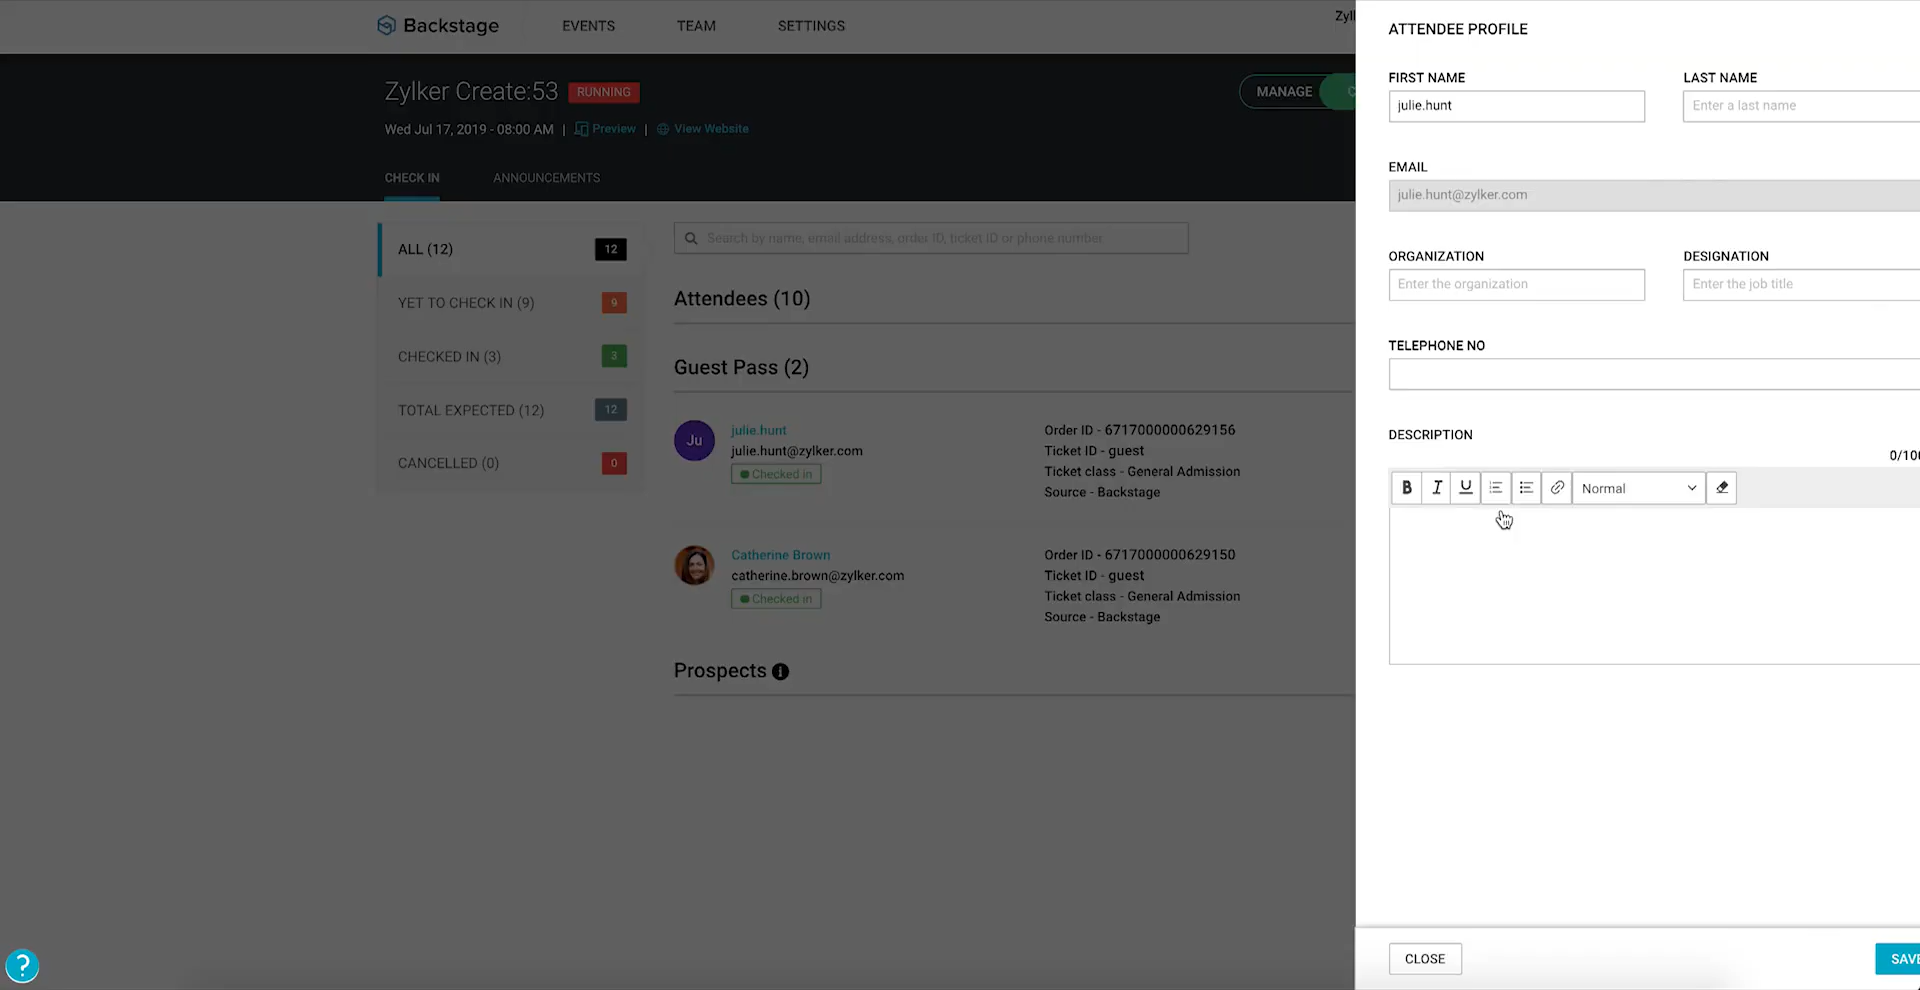 Backstage
EVENTS
TEAM
SETTINGS
Zylker Create:53
RUNNING
MANAGE
Wed Jul 17, 2019 - 08:00 AM | Preview | View Website
CHECK IN
ANNOUNCEMENTS
ALL (12)
12
YET TO CHECK IN (9)
9
CHECKED IN (3)
3
TOTAL EXPECTED (12)
12
CANCELLED (0)
0
Search by name, email address, order ID, ticket ID or phone number
Attendees (10)
Guest Pass (2)
Ju
julie.hunt
julie.hunt@zylker.com
Checked in
Order ID - 6717000000629156
Ticket ID - guest
Ticket class - General Admission
Source - Backstage
Catherine Brown
catherine.brown@zylker.com
Checked in
Order ID - 6717000000629150
Ticket ID - guest
Ticket class - General Admission
Source - Backstage
Prospects
ATTENDEE PROFILE
FIRST NAME
julie.hunt
LAST NAME
Enter a last name
EMAIL
julie.hunt@zylker.com
ORGANIZATION
Enter the organization
DESIGNATION
Enter the job title
TELEPHONE NO
DESCRIPTION
B I U
Normal
CLOSE
SAVE
?